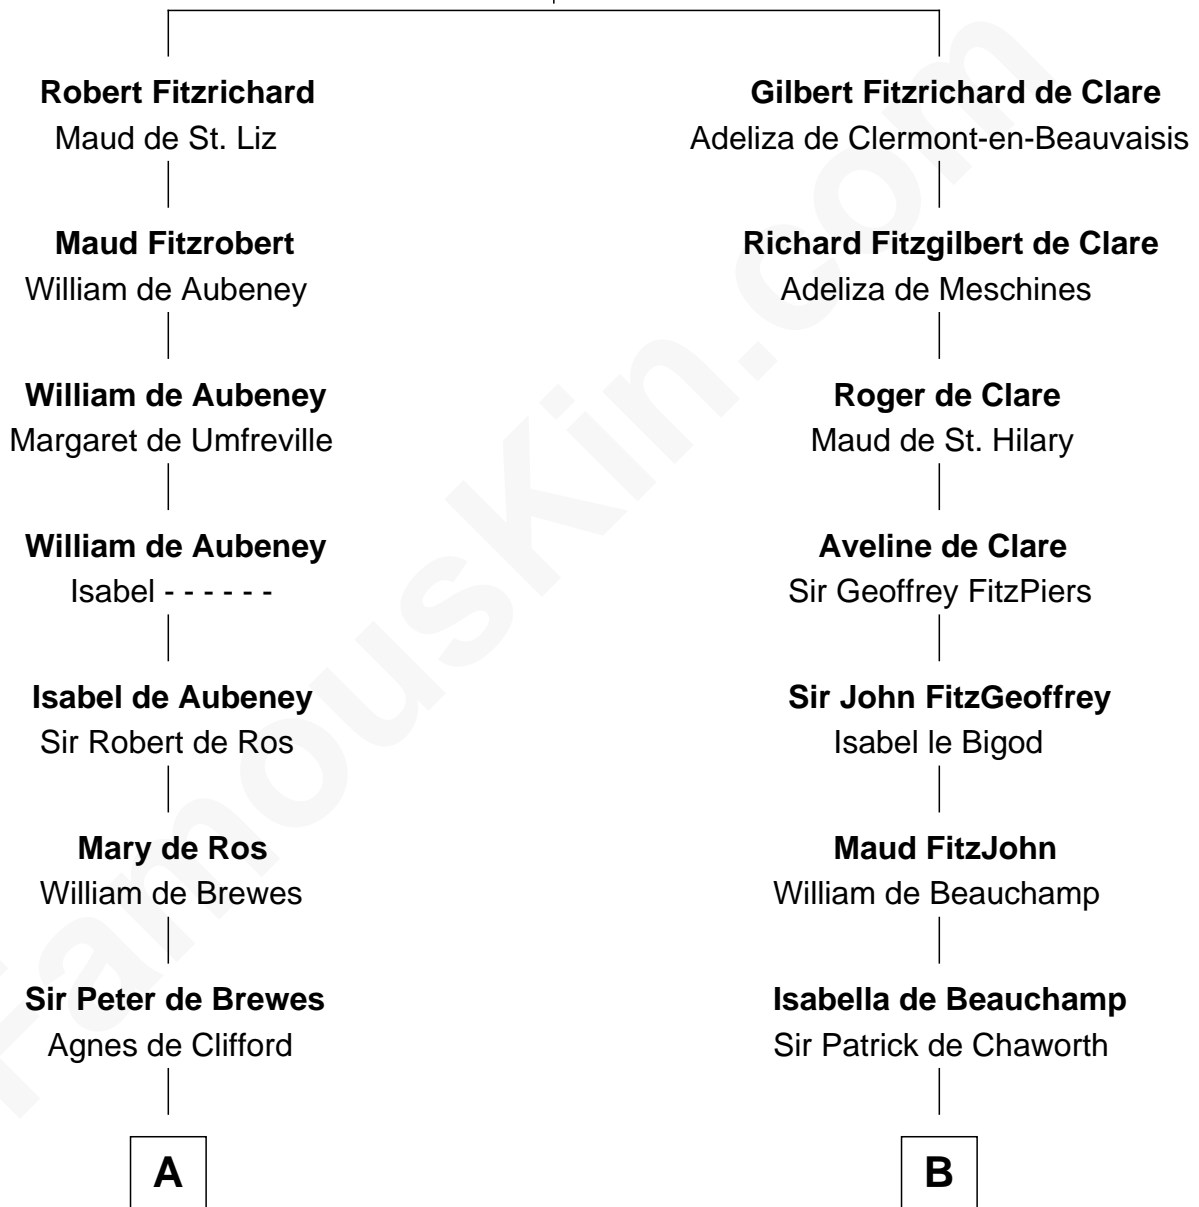 Robert Fitzrichard
Maud de St. Liz
Maud Fitzrobert
William de Aubeney
William de Aubeney
Margaret de Umfreville
William de Aubeney
Isabel - - - - - -
Isabel de Aubeney
Sir Robert de Ros
Mary de Ros
William de Brewes
Sir Peter de Brewes
Agnes de Clifford
A
Gilbert Fitzrichard de Clare
Adeliza de Clermont-en-Beauvaisis
Richard Fitzgilbert de Clare
Adeliza de Meschines
Roger de Clare
Maud de St. Hilary
Aveline de Clare
Sir Geoffrey FitzPiers
Sir John FitzGeoffrey
Isabel le Bigod
Maud FitzJohn
William de Beauchamp
Isabella de Beauchamp
Sir Patrick de Chaworth
B
FamousKin.com